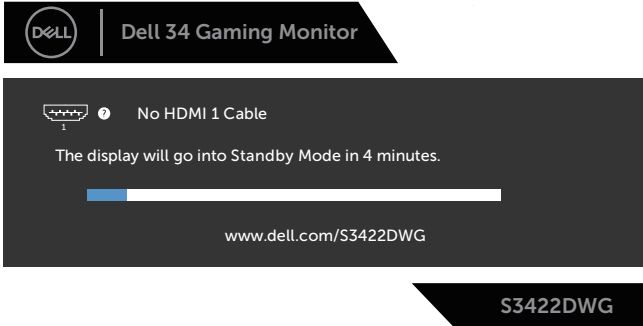 DELL
Dell 34 Gaming Monitor
? No HDMI 1 Cable
1
The display will go into Standby Mode in 4 minutes.
www.dell.com/S3422DWG
S3422DWG